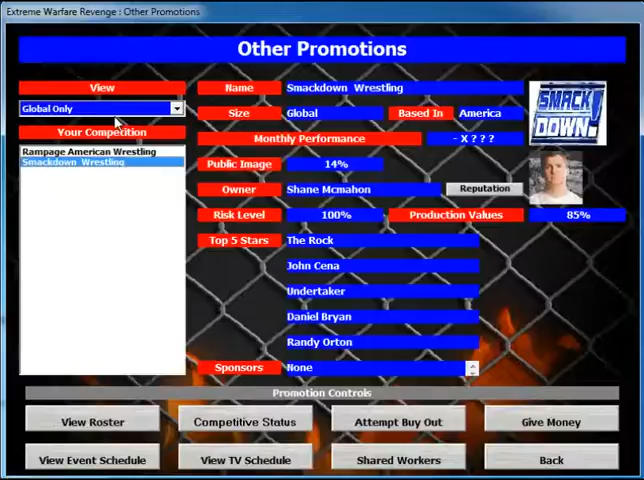 Extreme Warfare Revenge : Other Promotions
Other Promotions
View
Global Only
Your Competition
Rampage American Wrestling
Smackdown Wrestling
Name
Smackdown Wrestling
Size
Global
Based In
America
Monthly Performance
- X ? ? ?
Public Image
14%
Owner
Shane Mcmahon
Reputation
Risk Level
100%
Production Values
85%
Top 5 Stars
The Rock
John Cena
Undertaker
Daniel Bryan
Randy Orton
Sponsors
None
SMACK
DOWN!
Promotion Controls
View Roster
Competitive Status
Attempt Buy Out
Give Money
View Event Schedule
View TV Schedule
Shared Workers
Back